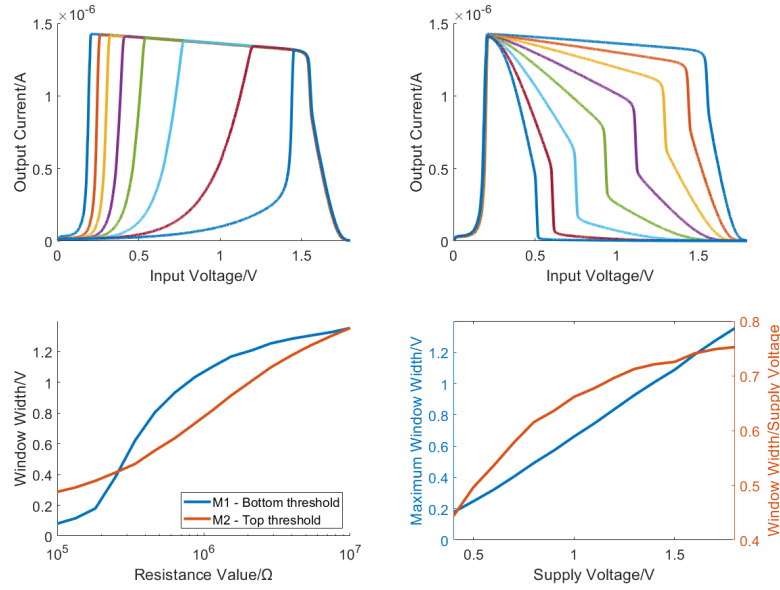 ×10⁻⁶
1.5
1
0.5
0
Output Current/A
0 0.5 1 1.5
Input Voltage/V
×10⁻⁶
1.5
1
0.5
0
Output Current/A
0 0.5 1 1.5
Input Voltage/V
1.2
1
0.8
0.6
0.4
0.2
0
Window Width/V
M1 - Bottom threshold
M2 - Top threshold
10⁵ 10⁶ 10⁷
Resistance Value/Ω
1.2
1
0.8
0.6
0.4
0.2
0
Maximum Window Width/V
0.8
0.7
0.6
0.5
0.4
Window Width/Supply Voltage
0.5 1 1.5
Supply Voltage/V